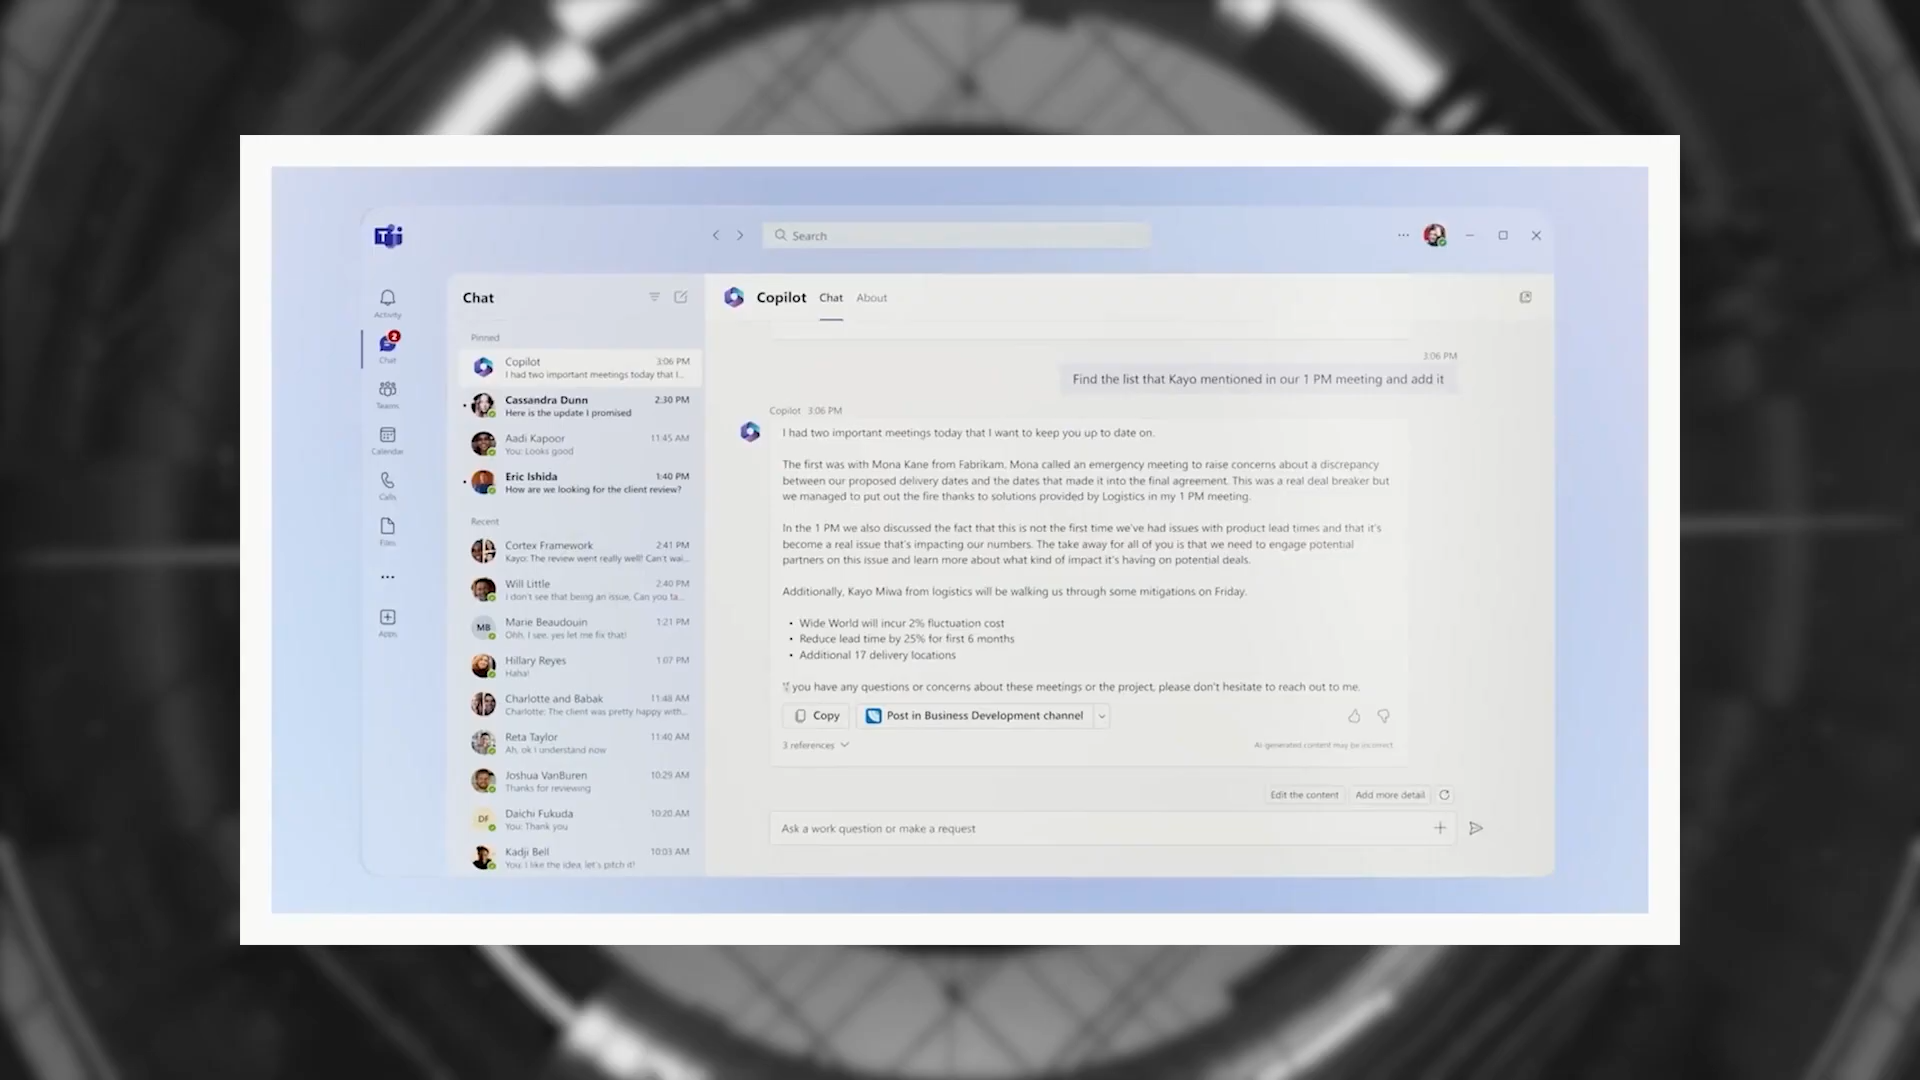 Search
Activity
Chat
2
Teams
Calendar
Calls
Files
Apps
Chat
Pinned
Copilot 3:06 PM
I had two important meetings today that I...
Cassandra Dunn 2:30 PM
Here is the update I promised
Aadi Kapoor 11:45 AM
You: Looks good
Eric Ishida 1:40 PM
How are we looking for the client review?
Recent
Cortex Framework 2:41 PM
Kayo: The review went really well! Can't wai...
Will Little 2:40 PM
I don't see that being an issue, Can you ta...
MB
Marie Beaudouin 1:21 PM
Ohh, I see, yes let me fix that!
Hillary Reyes 1:07 PM
Haha!
Charlotte and Babak 11:48 AM
Charlotte: The client was pretty happy with...
Reta Taylor 11:40 AM
Ah, ok I understand now
Joshua VanBuren 10:29 AM
Thanks for reviewing
DF
Daichi Fukuda 10:20 AM
You: Thank you
Kadji Bell 10:03 AM
You: I like the idea, let's pitch it!
Copilot Chat About
3:06 PM
Find the list that Kayo mentioned in our 1 PM meeting and add it
Copilot 3:06 PM
I had two important meetings today that I want to keep you up to date on.
The first was with Mona Kane from Fabrikam. Mona called an emergency meeting to raise concerns about a discrepancy
between our proposed delivery dates and the dates that made it into the final agreement. This was a real deal breaker but
we managed to put out the fire thanks to solutions provided by Logistics in my 1 PM meeting.
In the 1 PM we also discussed the fact that this is not the first time we've had issues with product lead times and that it's
become a real issue that's impacting our numbers. The take away for all of you is that we need to engage potential
partners on this issue and learn more about what kind of impact it's having on potential deals.
Additionally, Kayo Miwa from logistics will be walking us through some mitigations on Friday.
• Wide World will incur 2% fluctuation cost
• Reduce lead time by 25% for first 6 months
• Additional 17 delivery locations
If you have any questions or concerns about these meetings or the project, please don't hesitate to reach out to me.
Copy
Post in Business Development channel
3 references
AI generated content may be incorrect
Edit the content
Add more detail
Ask a work question or make a request